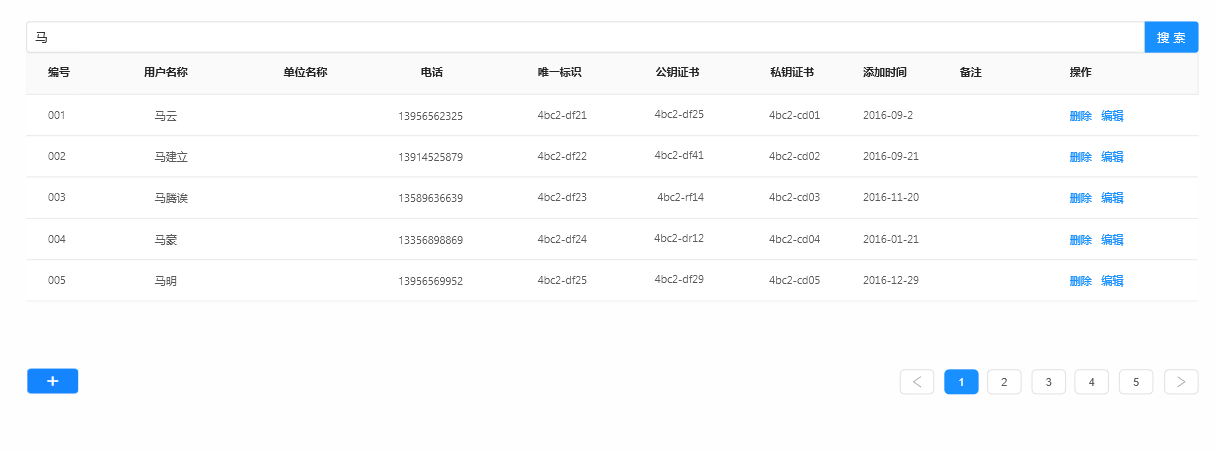 马 搜 索
编号 用户名称 单位名称 电话 唯一标识 公钥证书 私钥证书 添加时间 备注 操作
001 马云 13956562325 4bc2-df21 4bc2-df25 4bc2-cd01 2016-09-2 删除 编辑
002 马建立 13914525879 4bc2-df22 4bc2-df41 4bc2-cd02 2016-09-21 删除 编辑
003 马腾诶 13589636639 4bc2-df23 4bc2-rf14 4bc2-cd03 2016-11-20 删除 编辑
004 马蒙 13356898869 4bc2-df24 4bc2-dr12 4bc2-cd04 2016-01-21 删除 编辑
005 马明 13956569952 4bc2-df25 4bc2-df29 4bc2-cd05 2016-12-29 删除 编辑
+ < 1 2 3 4 5 >